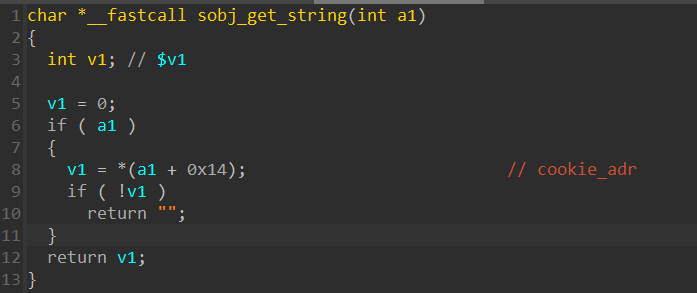 1 char *__fastcall sobj_get_string(int a1)
2 {
3 int v1; // $v1
4
5 v1 = 0;
6 if ( a1 )
7 {
8 v1 = *(a1 + 0x14); // cookie_adr
9 if ( !v1 )
10 return "";
11 }
12 return v1;
13 }